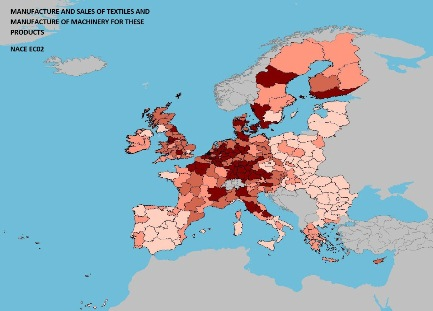 MANUFACTURE AND SALES OF TEXTILES AND
MANUFACTURE OF MACHINERY FOR THESE
PRODUCTS
NACE EC02